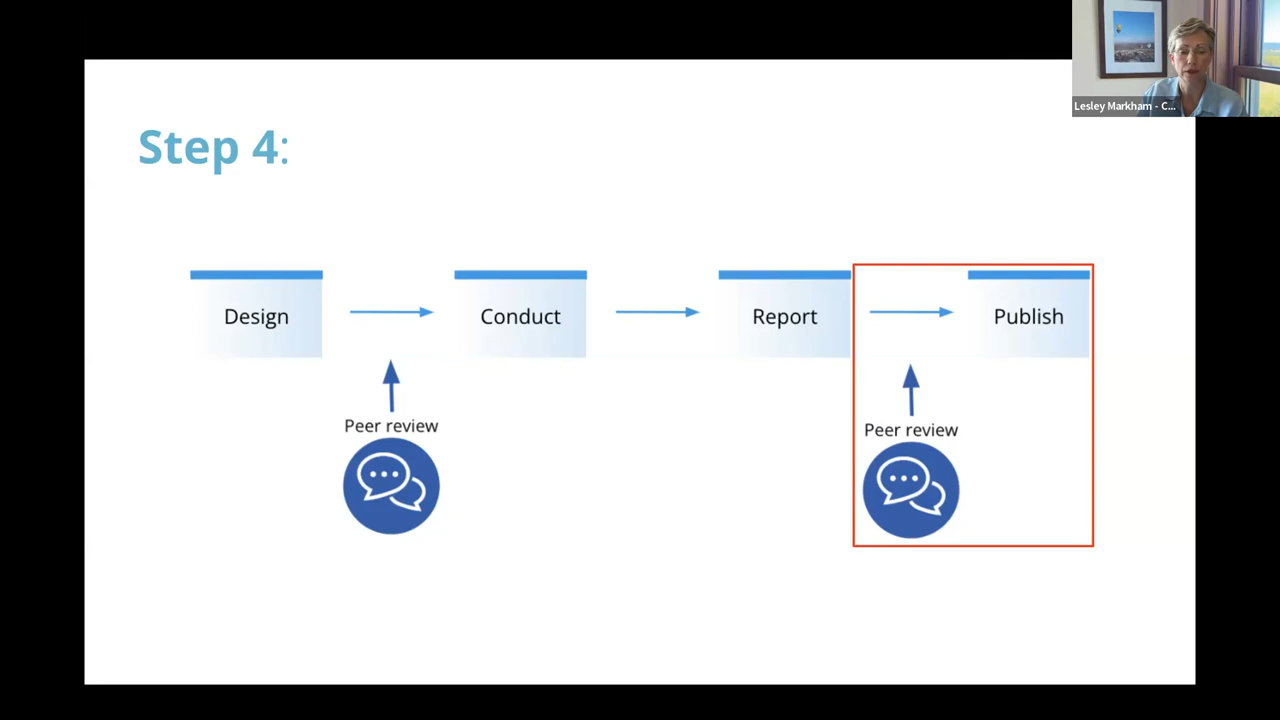 Lesley Markham - C...
Step 4:
Design
Conduct
Report
Publish
Peer review
Peer review